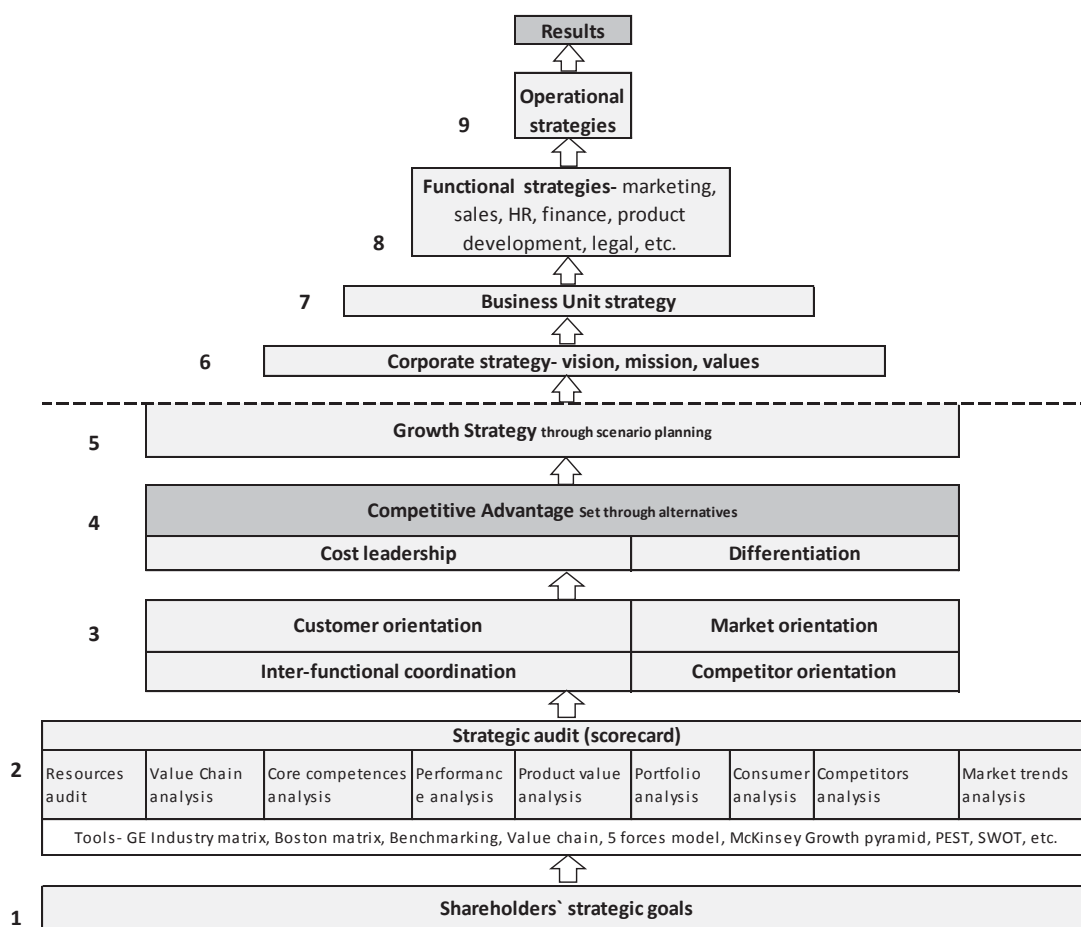 Results
Operational
strategies
9
Functional strategies- marketing,
sales, HR, finance, product
development, legal, etc.
8
7
Business Unit strategy
6
Corporate strategy- vision, mission, values
5
Growth Strategy through scenario planning
4
Competitive Advantage Set through alternatives
Cost leadership
Differentiation
3
Customer orientation
Market orientation
Inter-functional coordination
Competitor orientation
Strategic audit (scorecard)
2
Resources
audit
Value Chain
analysis
Core competences
analysis
Performanc
e analysis
Product value
analysis
Portfolio
analysis
Consumer
analysis
Competitors
analysis
Market trends
analysis
Tools- GE Industry matrix, Boston matrix, Benchmarking, Value chain, 5 forces model, McKinsey Growth pyramid, PEST, SWOT, etc.
1
Shareholders` strategic goals